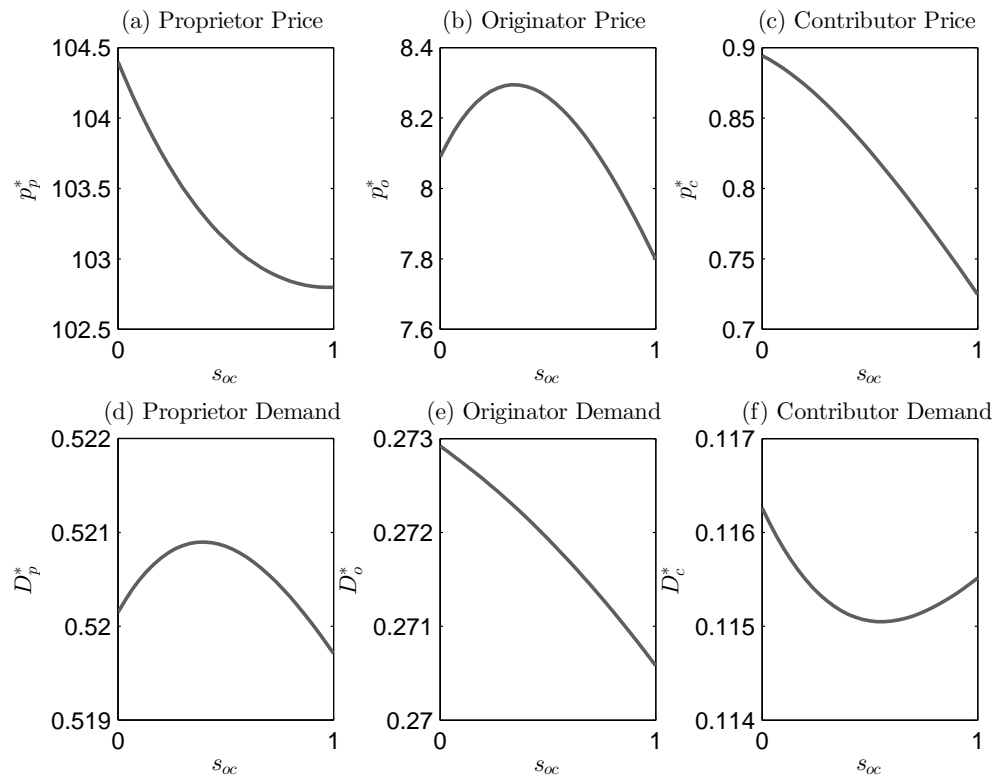 (a) Proprietor Price
104.5
104
103.5
103
102.5
p*p
0 1
soc
(b) Originator Price
8.4
8.2
8
7.8
7.6
p*o
0 1
soc
(c) Contributor Price
0.9
0.85
0.8
0.75
0.7
p*c
0 1
soc
(d) Proprietor Demand
0.522
0.521
0.52
0.519
D*p
0 1
soc
(e) Originator Demand
0.273
0.272
0.271
0.27
D*o
0 1
soc
(f) Contributor Demand
0.117
0.116
0.115
0.114
D*c
0 1
soc